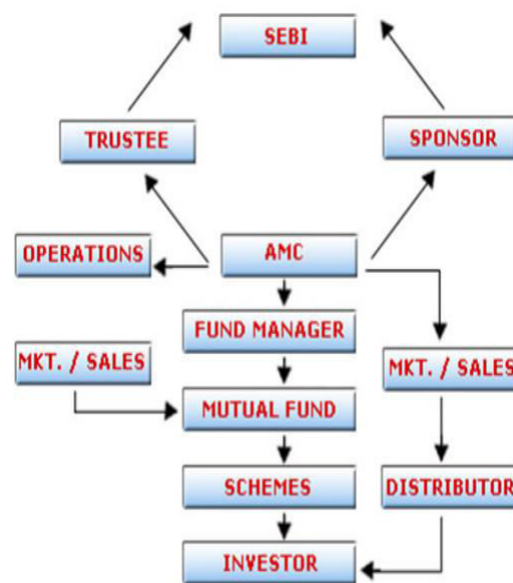 SEBI
TRUSTEE
SPONSOR
OPERATIONS
AMC
FUND MANAGER
MKT. / SALES
MKT. / SALES
MUTUAL FUND
SCHEMES
DISTRIBUTOR
INVESTOR